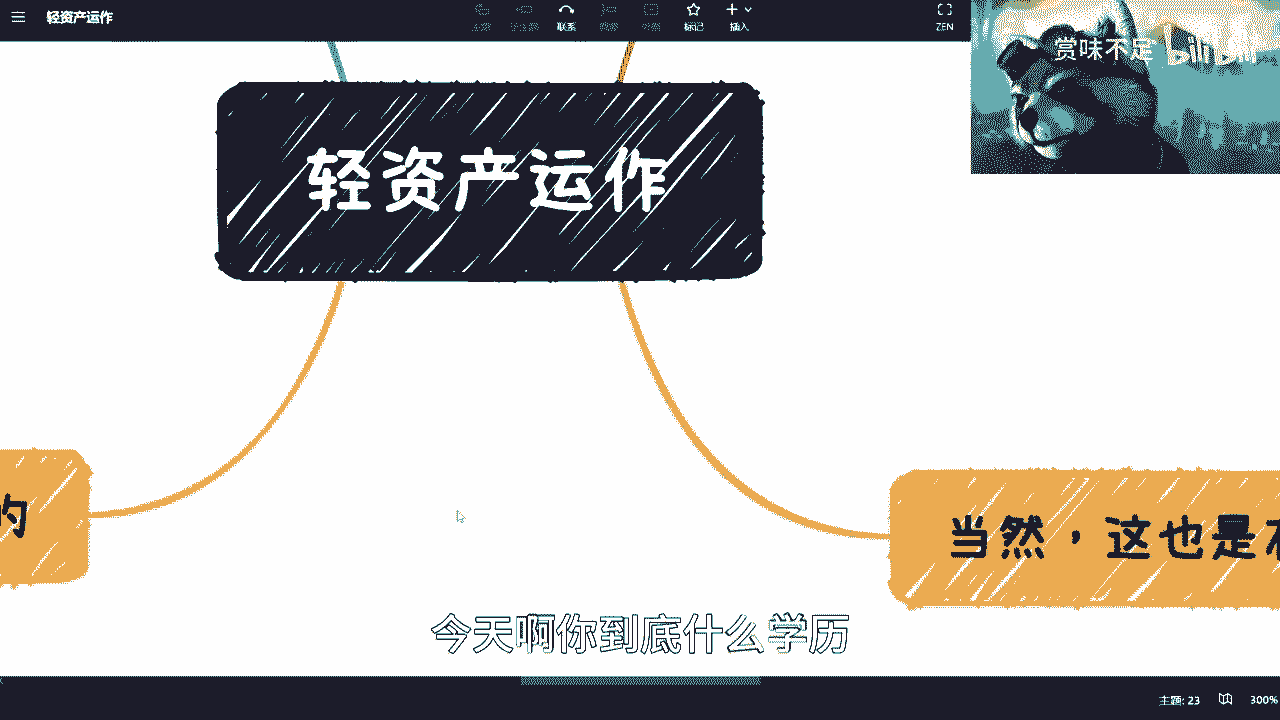 轻资产运作
联系
标记
插入
ZEN
赏味不足 bilibili
轻资产运作
的
当然，这也是
今天啊你到底什么学历
主题: 23
300%